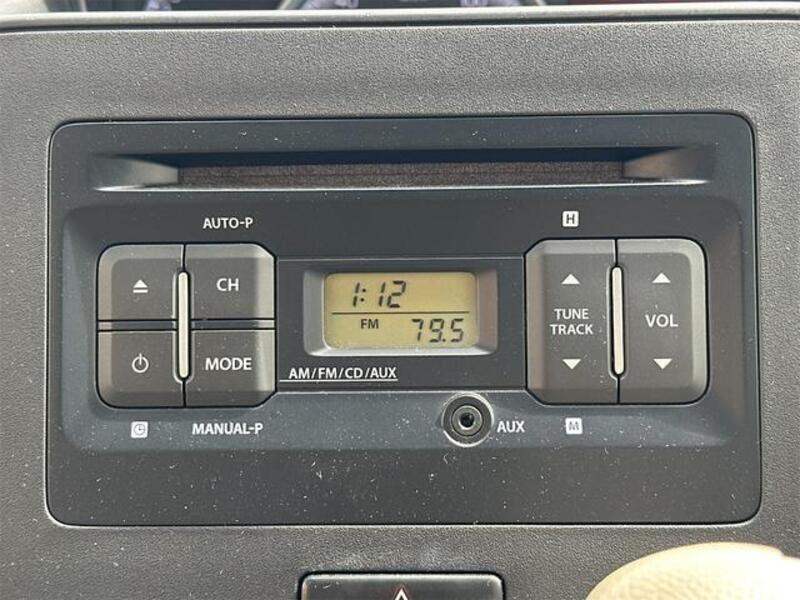 AUTO-P
H
CH
MODE
1:12
FM 79.5
AM/FM/CD/AUX
TUNE
TRACK
VOL
MANUAL-P
AUX
M